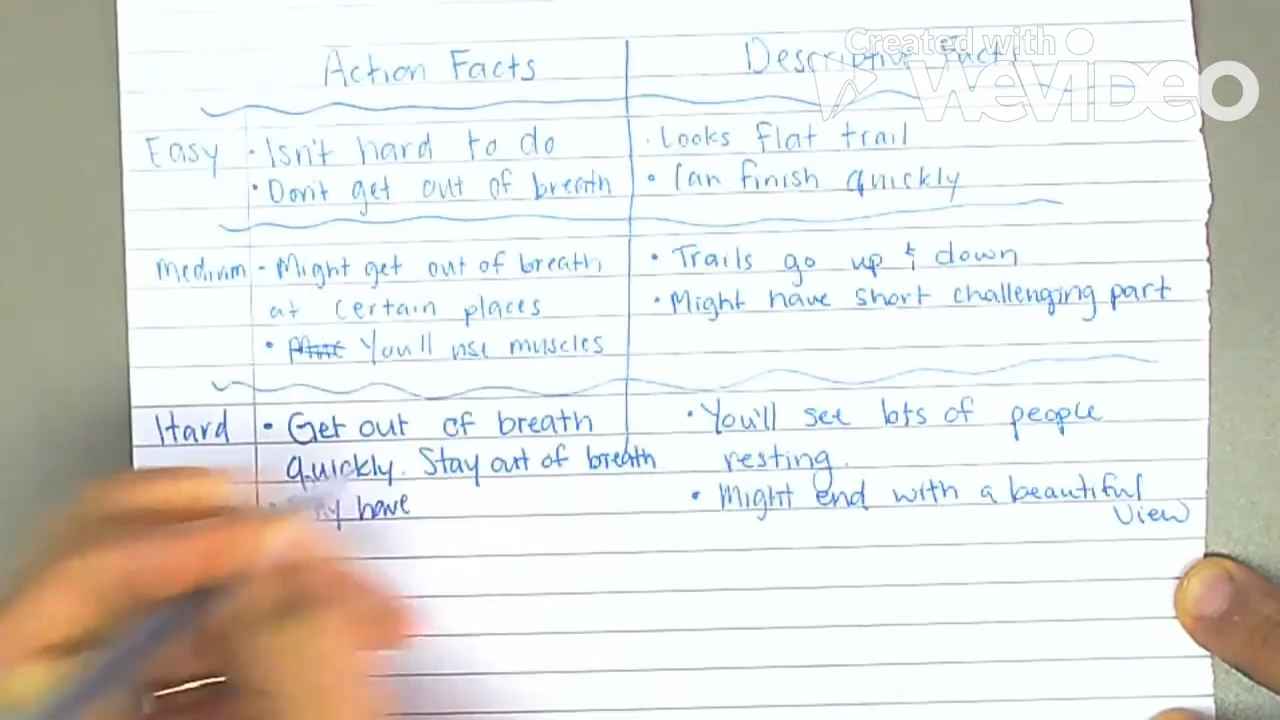 Created with
WEVIDEO
Action Facts
Descriptive Facts
Easy
· Isn't hard to do
· Don't get out of breath
· Looks flat trail
· Can finish quickly
Medium
- Might get out of breath,
at certain places
· You'll use muscles
· Trails go up & down
· Might have short challenging part
Hard
· Get out of breath
quickly. Stay out of breath
have
· You'll see lots of people
resting.
· Might end with a beautiful
view